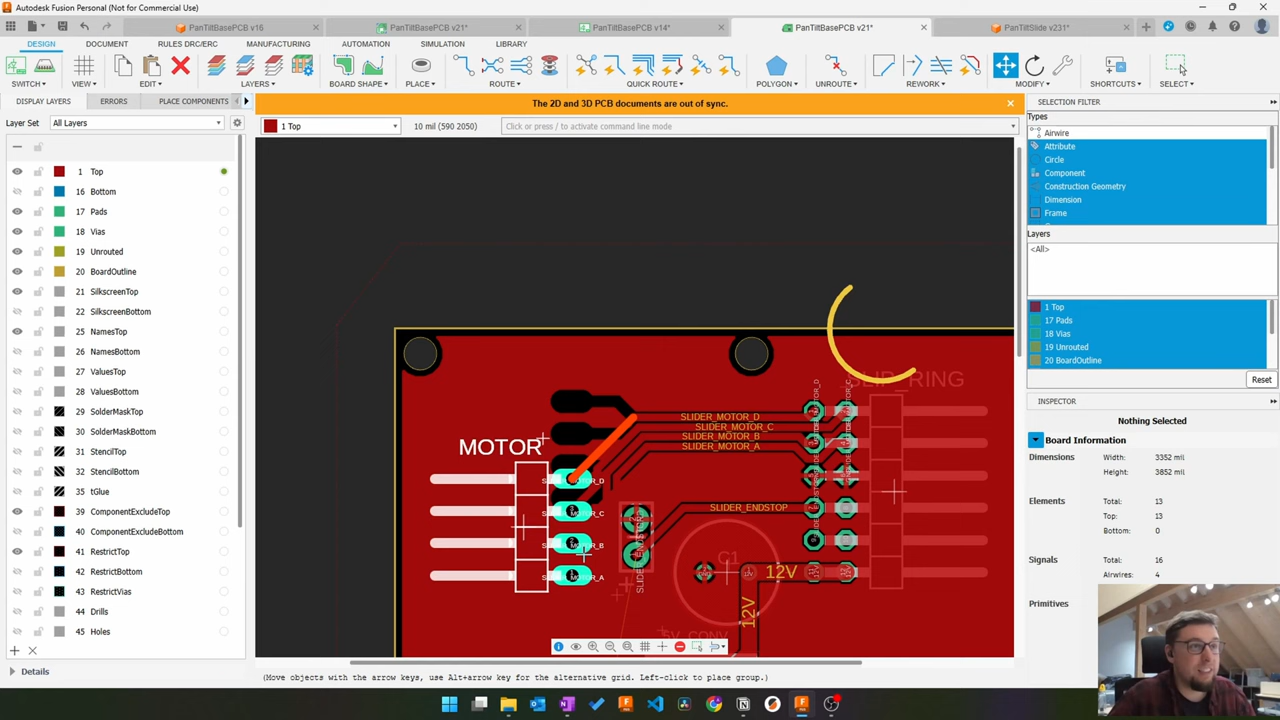 Autodesk Fusion Personal (Not for Commercial Use)
PanTiltBasePCB v16
PanTiltBasePCB v21*
PanTiltBasePCB v14*
PanTiltBasePCB v21*
PanTiltSlide v231*
DESIGN
DOCUMENT
RULES DRC/ERC
MANUFACTURING
AUTOMATION
SIMULATION
LIBRARY
SWITCH
VIEW
EDIT
LAYERS
BOARD SHAPE
PLACE
ROUTE
QUICK ROUTE
POLYGON
UNROUTE
REWORK
MODIFY
SHORTCUTS
SELECT
DISPLAY LAYERS
ERRORS
PLACE COMPONENTS
The 2D and 3D PCB documents are out of sync.
SELECTION FILTER
Layer Set
All Layers
1 Top
10 mil (590 2050)
Click or press / to activate command line mode
1 Top
16 Bottom
17 Pads
18 Vias
19 Unrouted
20 BoardOutline
21 SilkscreenTop
22 SilkscreenBottom
25 NamesTop
26 NamesBottom
27 ValuesTop
28 ValuesBottom
29 SolderMaskTop
30 SolderMaskBottom
31 StencilTop
32 StencilBottom
35 tGlue
39 ComponentExcludeTop
40 ComponentExcludeBottom
41 RestrictTop
42 RestrictBottom
43 RestrictVias
44 Drills
45 Holes
Details
SLIP_RING
SLIDER_MOTOR_D
SLIDER_MOTOR_C
SLIDER_MOTOR_B
SLIDER_MOTOR_A
MOTOR
SLIDER_ENDSTOP
SLIDER_ENDSTOP
C1
12V
12V
5V_CONV
(Move objects with the arrow keys, use Alt+arrow key for the alternative grid. Left-click to place group.)
Types
Airwire
Attribute
Circle
Component
Construction Geometry
Dimension
Frame
Layers
<All>
1 Top
17 Pads
18 Vias
19 Unrouted
20 BoardOutline
Reset
INSPECTOR
Nothing Selected
Board Information
Dimensions
Width: 3352 mil
Height: 3852 mil
Elements
Total: 13
Top: 13
Bottom: 0
Signals
Total: 16
Airwires: 4
Primitives